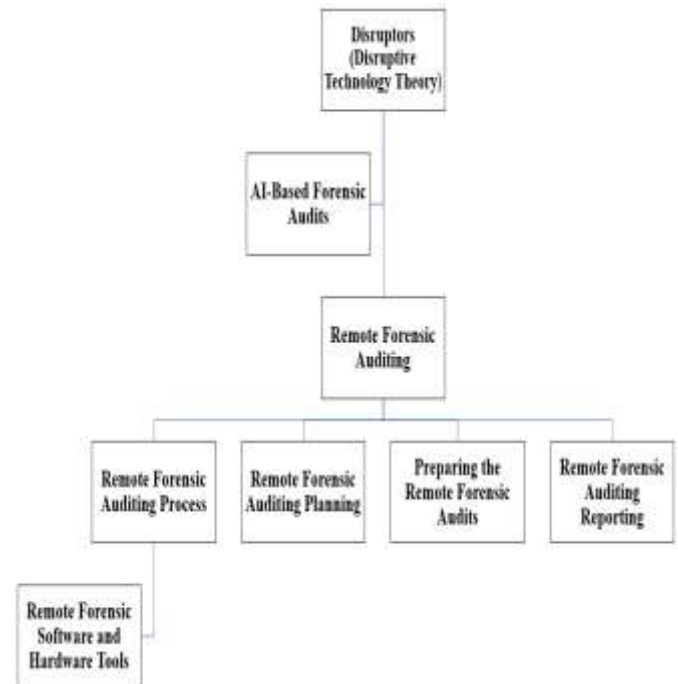 Disruptors
(Disruptive
Technology Theory)
AI-Based Forensic
Audits
Remote Forensic
Auditing
Remote Forensic
Auditing Process
Remote Forensic
Auditing Planning
Preparing the
Remote Forensic
Audits
Remote Forensic
Auditing
Reporting
Remote Forensic
Software and
Hardware Tools